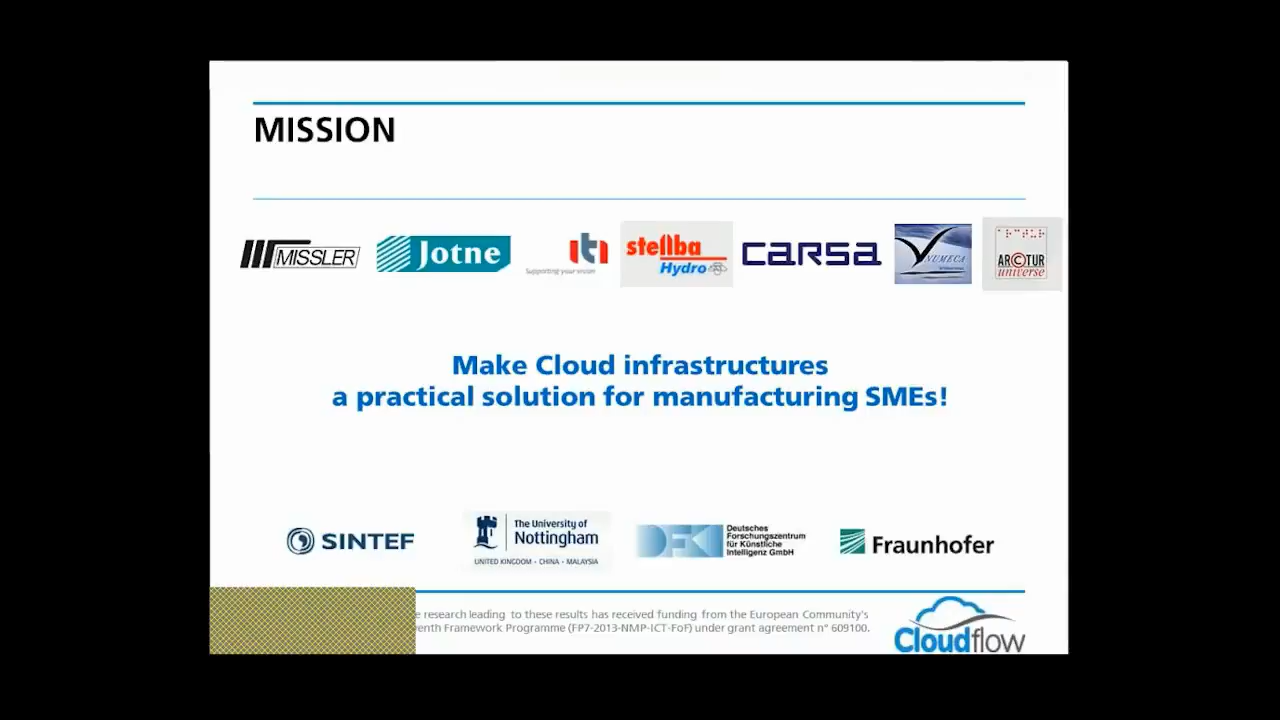 MISSION
MISSLER
Jotne
iti
Supporting your vision
stellba
Hydro
CARSA
NUMECA
ARCTUR
universe
Make Cloud infrastructures
a practical solution for manufacturing SMEs!
SINTEF
The University of
Nottingham
UNITED KINGDOM • CHINA • MALAYSIA
DFKI
Deutsches
Forschungszentrum
für Künstliche
Intelligenz GmbH
Fraunhofer
research leading to these results has received funding from the European Community's
Framework Programme (FP7-2013-NMP-ICT-FoF) under grant agreement n° 609100.
Cloudflow